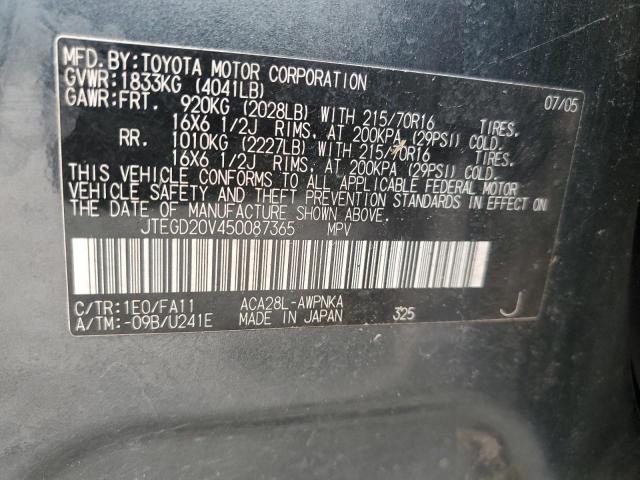 MFD. BY: TOYOTA MOTOR CORPORATION 07/05
GVWR: 1833KG (4041LB)
GAWR: FRT. 920KG (2028LB) WITH 215/70R16 TIRES.
16X6 1/2J RIMS. AT 200KPA (29PSI) COLD.
RR. 1010KG (2227LB) WITH 215/70R16 TIRES.
16X6 1/2J RIMS. AT 200KPA (29PSI) COLD.
THIS VEHICLE CONFORMS TO ALL APPLICABLE FEDERAL MOTOR
VEHICLE SAFETY AND THEFT PREVENTION STANDARDS IN EFFECT ON
THE DATE OF MANUFACTURE SHOWN ABOVE.
JTEGD20V450087365 MPV
C/TR: 1E0/FA11 ACA28L-AWPNKA
A/TM: -09B/U241E MADE IN JAPAN 325 J